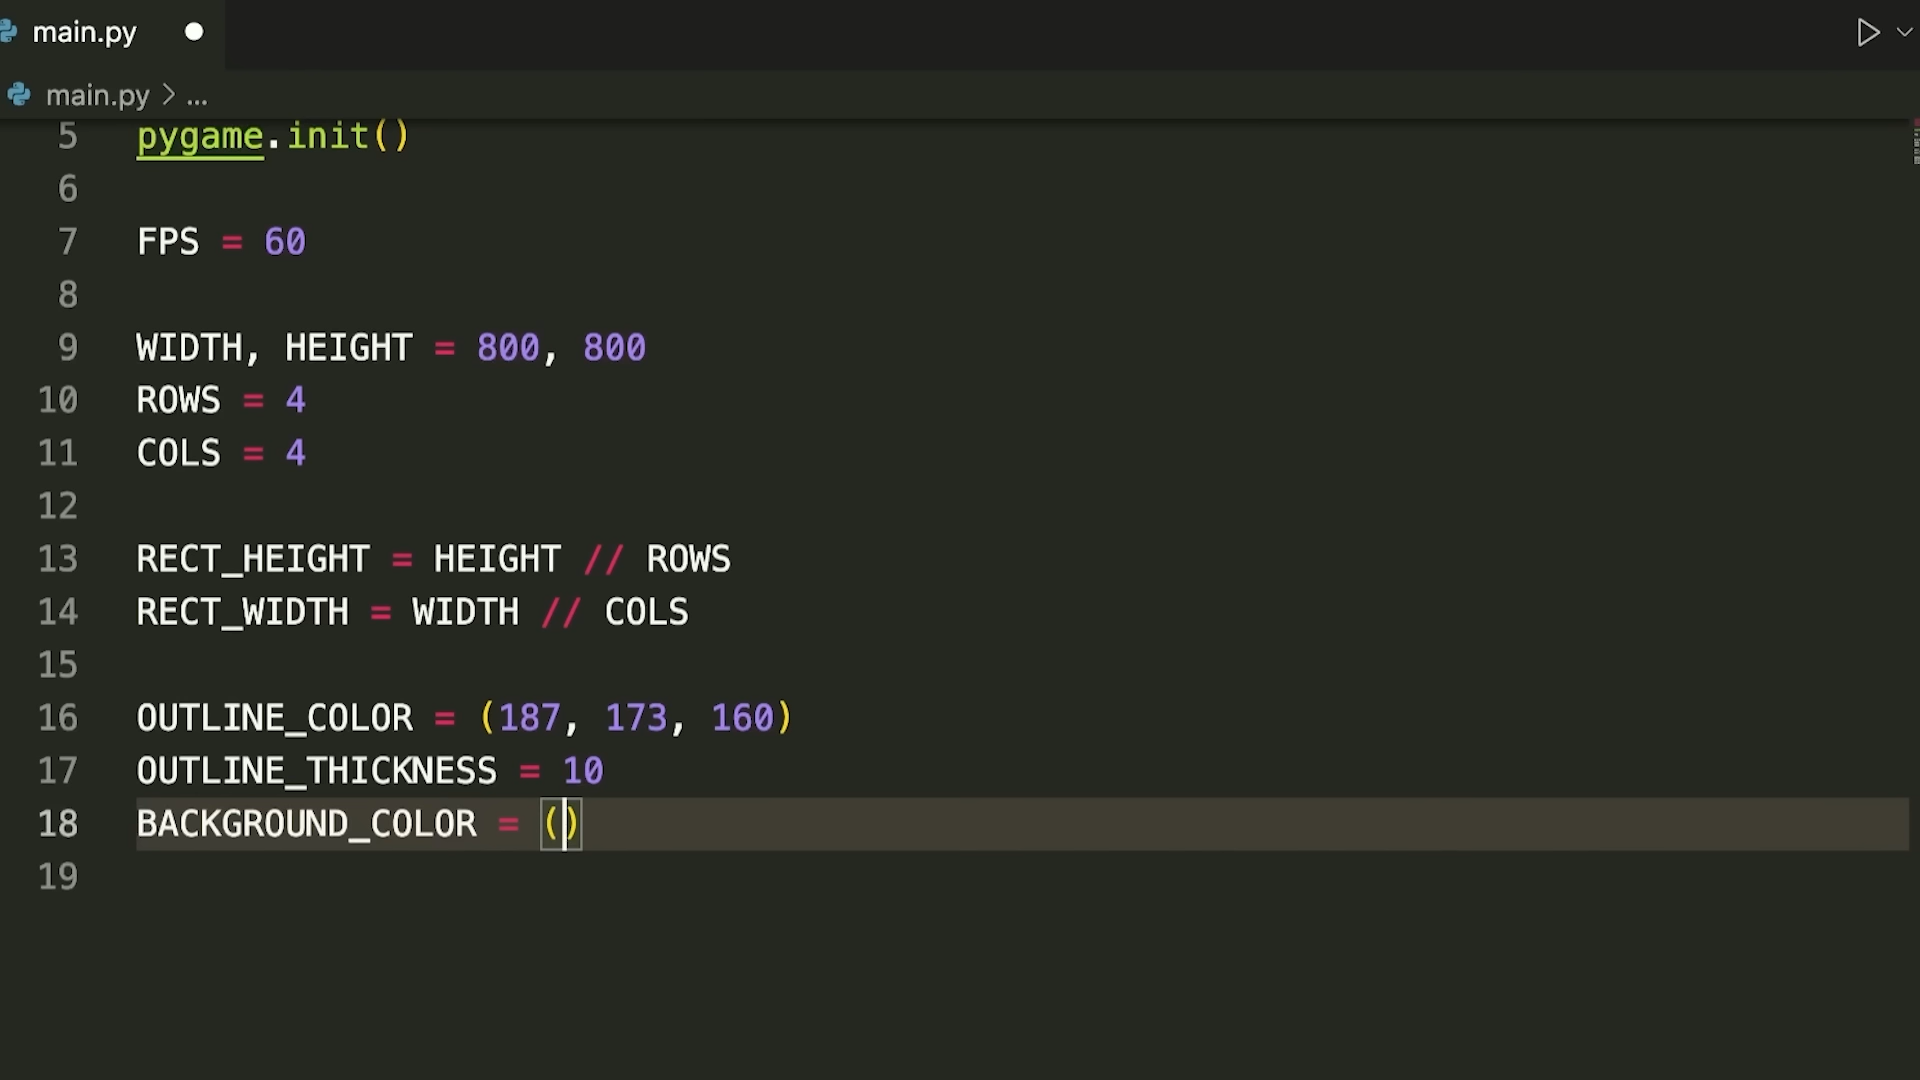 main.py
main.py > ...
5 pygame.init()
6
7 FPS = 60
8
9 WIDTH, HEIGHT = 800, 800
10 ROWS = 4
11 COLS = 4
12
13 RECT_HEIGHT = HEIGHT // ROWS
14 RECT_WIDTH = WIDTH // COLS
15
16 OUTLINE_COLOR = (187, 173, 160)
17 OUTLINE_THICKNESS = 10
18 BACKGROUND_COLOR = ()
19